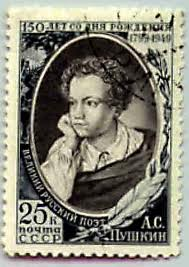 150 ЛЕТ СО ДНЯ РОЖДЕНИЯ
1799-1949
ВЕЛИКИЙ РУССКИЙ ПОЭТ
25 К
ПОЧТА
СССР
А.С.
ПУШКИН